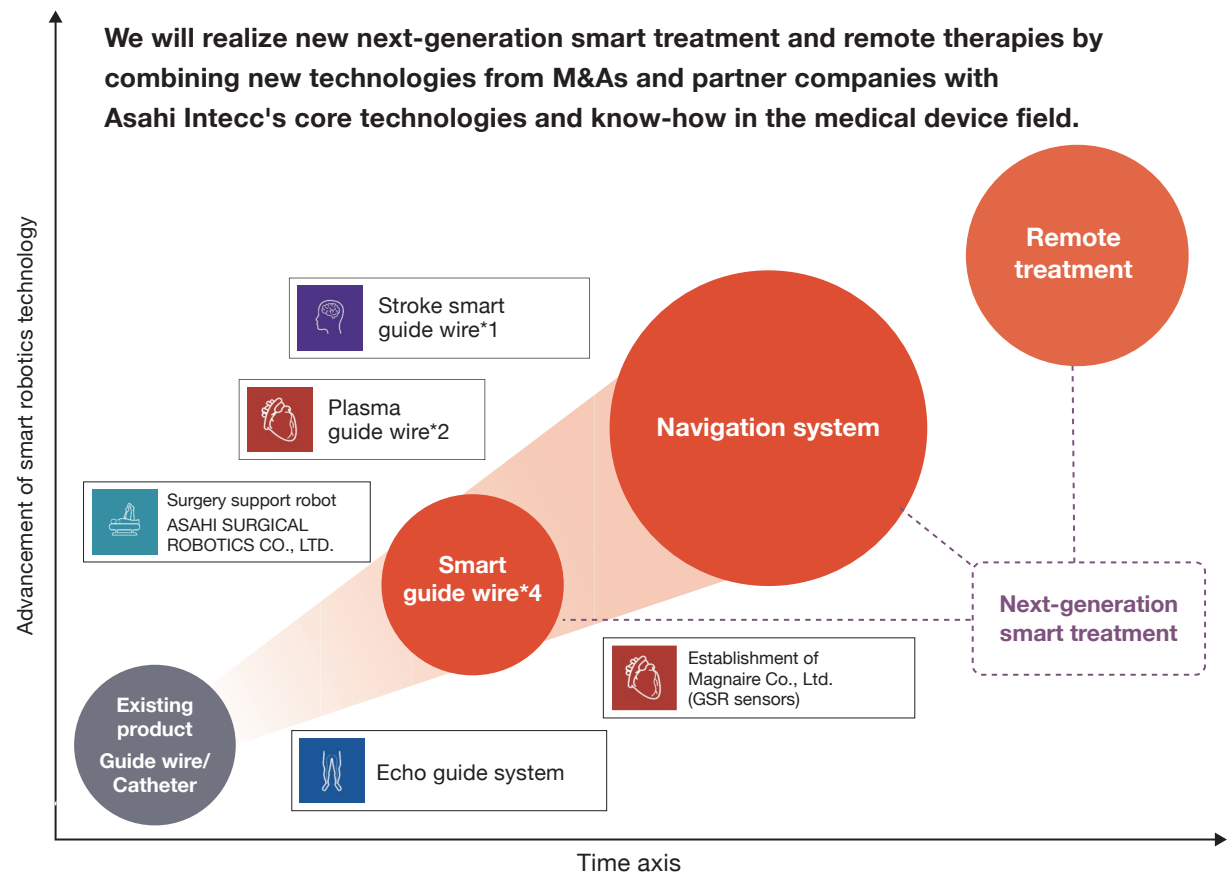 We will realize new next-generation smart treatment and remote therapies by
combining new technologies from M&As and partner companies with
Asahi Intecc's core technologies and know-how in the medical device field.
Advancement of smart robotics technology
Remote
treatment
Stroke smart
guide wire*1
Plasma
guide wire*2
Navigation system
Surgery support robot
ASAHI SURGICAL
ROBOTICS CO., LTD.
Smart
guide wire*4
Next-generation
smart treatment
Establishment of
Magnaire Co., Ltd.
(GSR sensors)
Existing
product
Guide wire/
Catheter
Echo guide system
Time axis